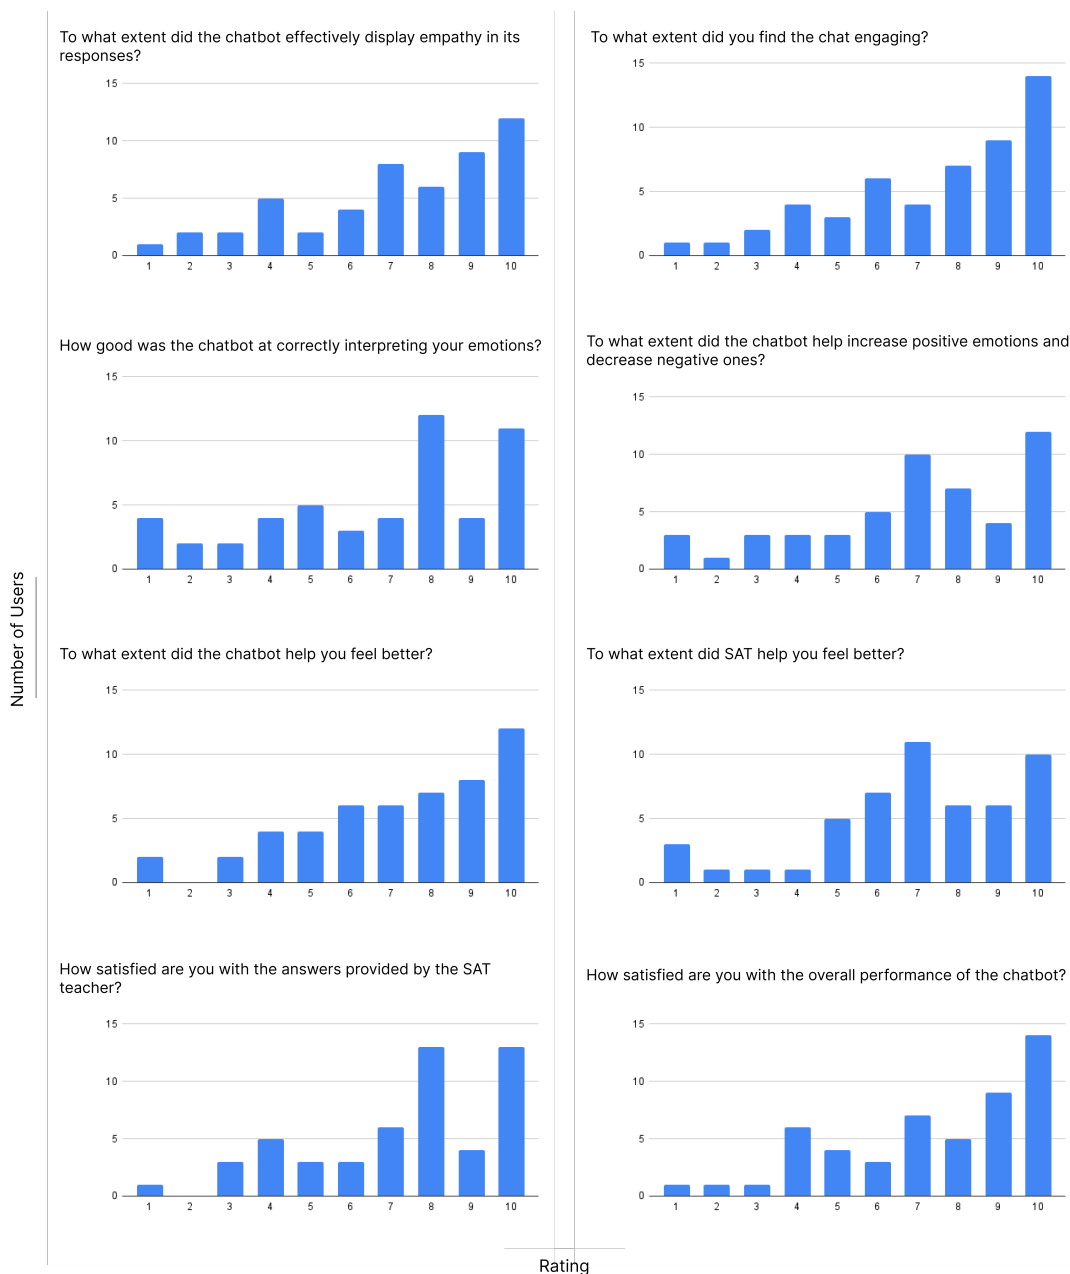 To what extent did the chatbot effectively display empathy in its
responses?
15
10
5
0
1 2 3 4 5 6 7 8 9 10
To what extent did you find the chat engaging?
15
10
5
0
1 2 3 4 5 6 7 8 9 10
How good was the chatbot at correctly interpreting your emotions?
15
10
5
0
1 2 3 4 5 6 7 8 9 10
To what extent did the chatbot help increase positive emotions and
decrease negative ones?
15
10
5
0
1 2 3 4 5 6 7 8 9 10
Number of Users
To what extent did the chatbot help you feel better?
15
10
5
0
1 2 3 4 5 6 7 8 9 10
To what extent did SAT help you feel better?
15
10
5
0
1 2 3 4 5 6 7 8 9 10
How satisfied are you with the answers provided by the SAT
teacher?
15
10
5
0
1 2 3 4 5 6 7 8 9 10
How satisfied are you with the overall performance of the chatbot?
15
10
5
0
1 2 3 4 5 6 7 8 9 10
Rating